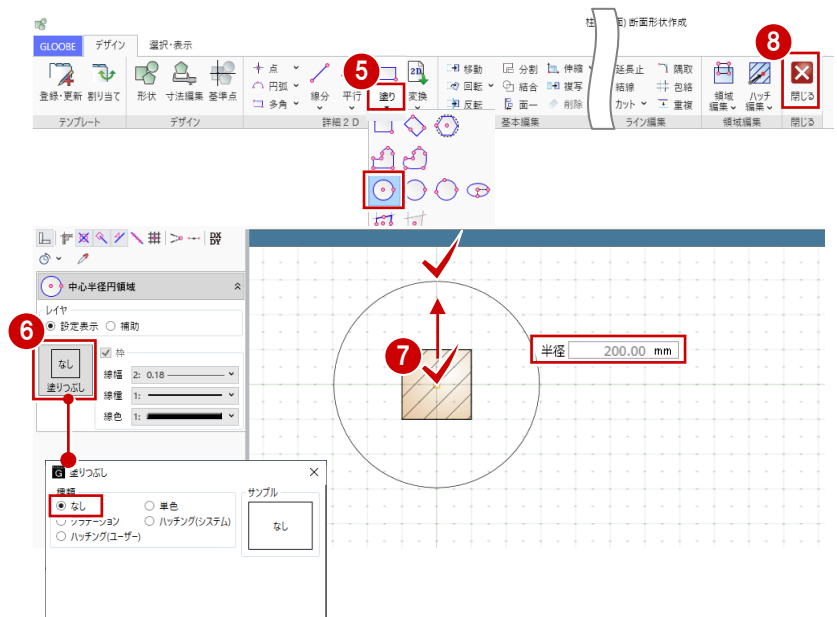 柱
面) 断面形状作成
GLOOBE デザイン 選択・表示
8
5
登録・更新 割り当て 形状 寸法編集 基準点
点 円弧 多角 線分 平行 塗り 変換
移動 回転 反転 分割 結合 面一 伸縮 複写 削除
延長止 結線 カット 隅取 包絡 重複
領域編集 ハッチ編集 閉じる
テンプレート デザイン 詳細2D 基本編集 ライン編集 領域編集 閉じる
DX
DY
中心半径円領域
レイヤ
6
設定表示 補助
なし
塗りつぶし
枠
線幅 2: 0.18
線種 1:
線色 1:
7
半径 200.00 mm
塗りつぶし
種類
なし 単色
グラデーション ハッチング(システム)
ハッチング(ユーザー)
サンプル
なし